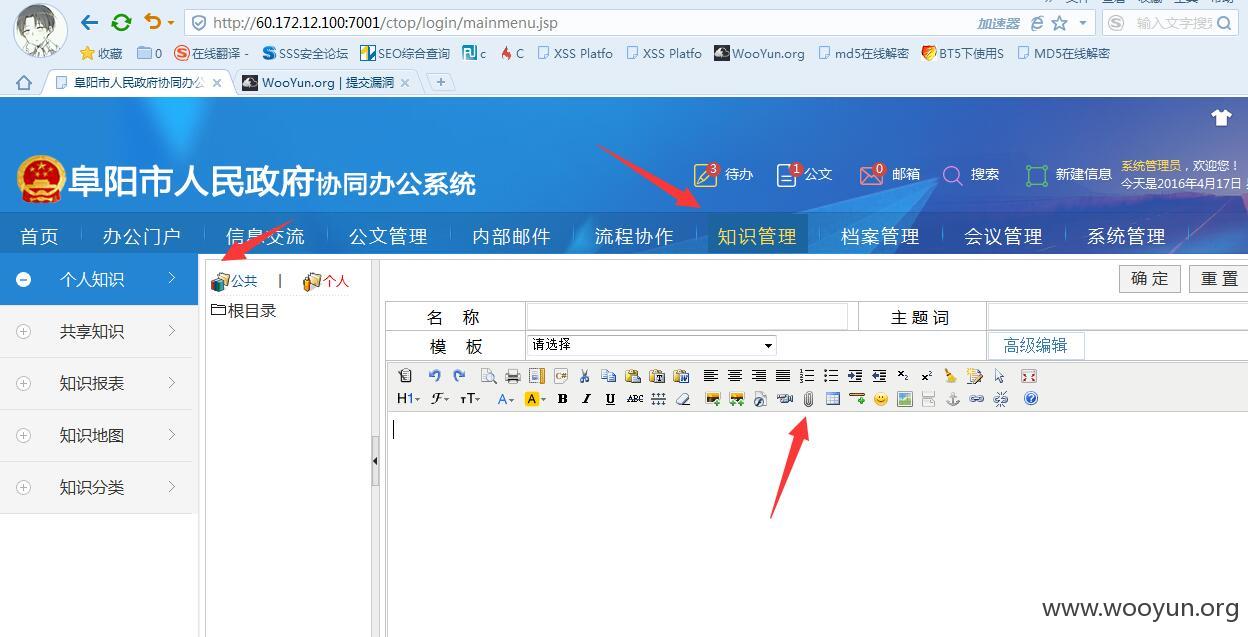 http://60.172.12.100:7001/ctop/login/mainmenu.jsp
加速器
输入文字搜
收藏 0 在线翻译 SSS安全论坛 SEO综合查询 c C XSS Platfo XSS Platfo WooYun.org md5在线解密 BT5下使用S MD5在线解密
阜阳市人民政府协同办公 WooYun.org | 提交漏洞
阜阳市人民政府协同办公系统
3 待办 1 公文 0 邮箱 搜索 新建信息
系统管理员，欢迎您！
今天是2016年4月17日
首页 办公门户 信息交流 公文管理 内部邮件 流程协作 知识管理 档案管理 会议管理 系统管理
个人知识
共享知识
知识报表
知识地图
知识分类
公共 | 个人
根目录
确 定 重 置
名 称 主 题 词
模 板 请选择 高级编辑
www.wooyun.org